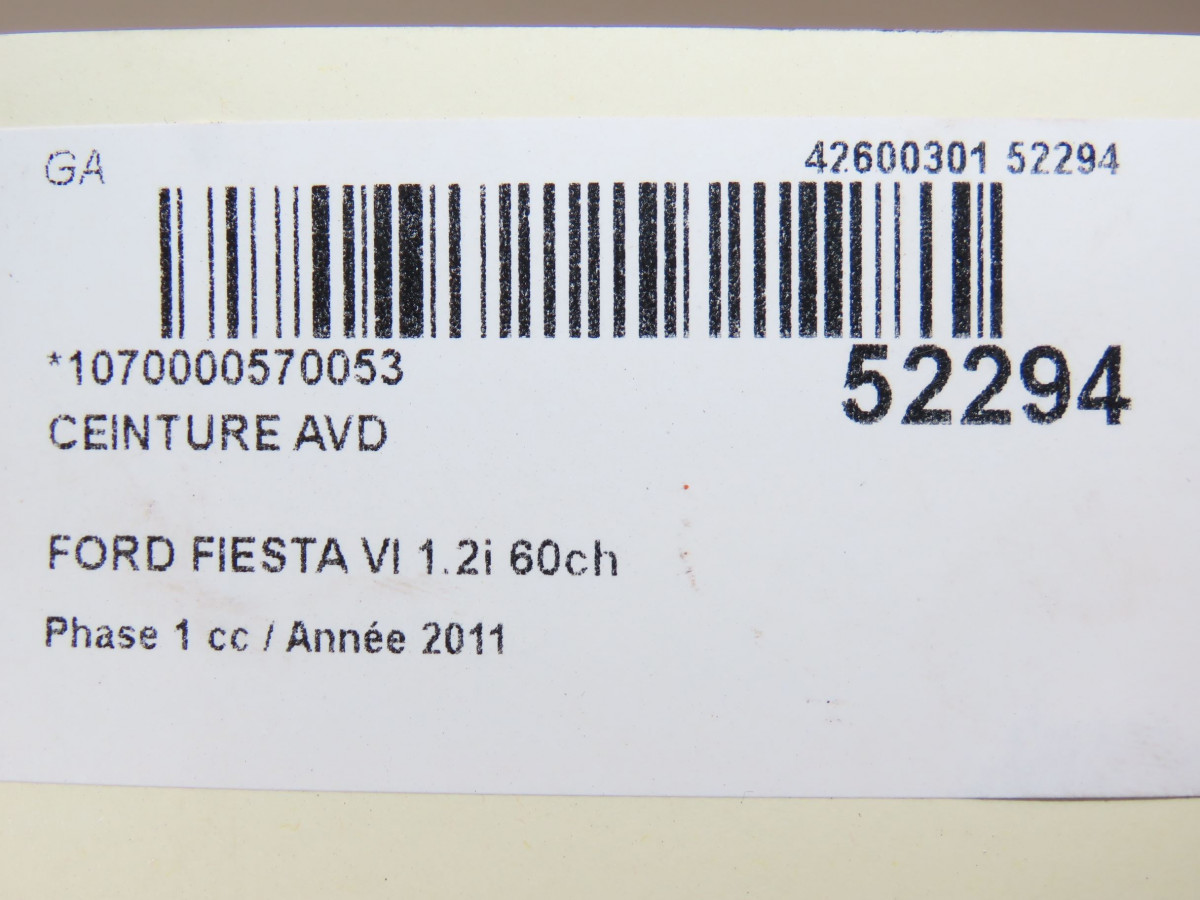 GA
42600301 52294
*1070000570053
52294
CEINTURE AVD
FORD FIESTA VI 1.2i 60ch
Phase 1 cc / Année 2011